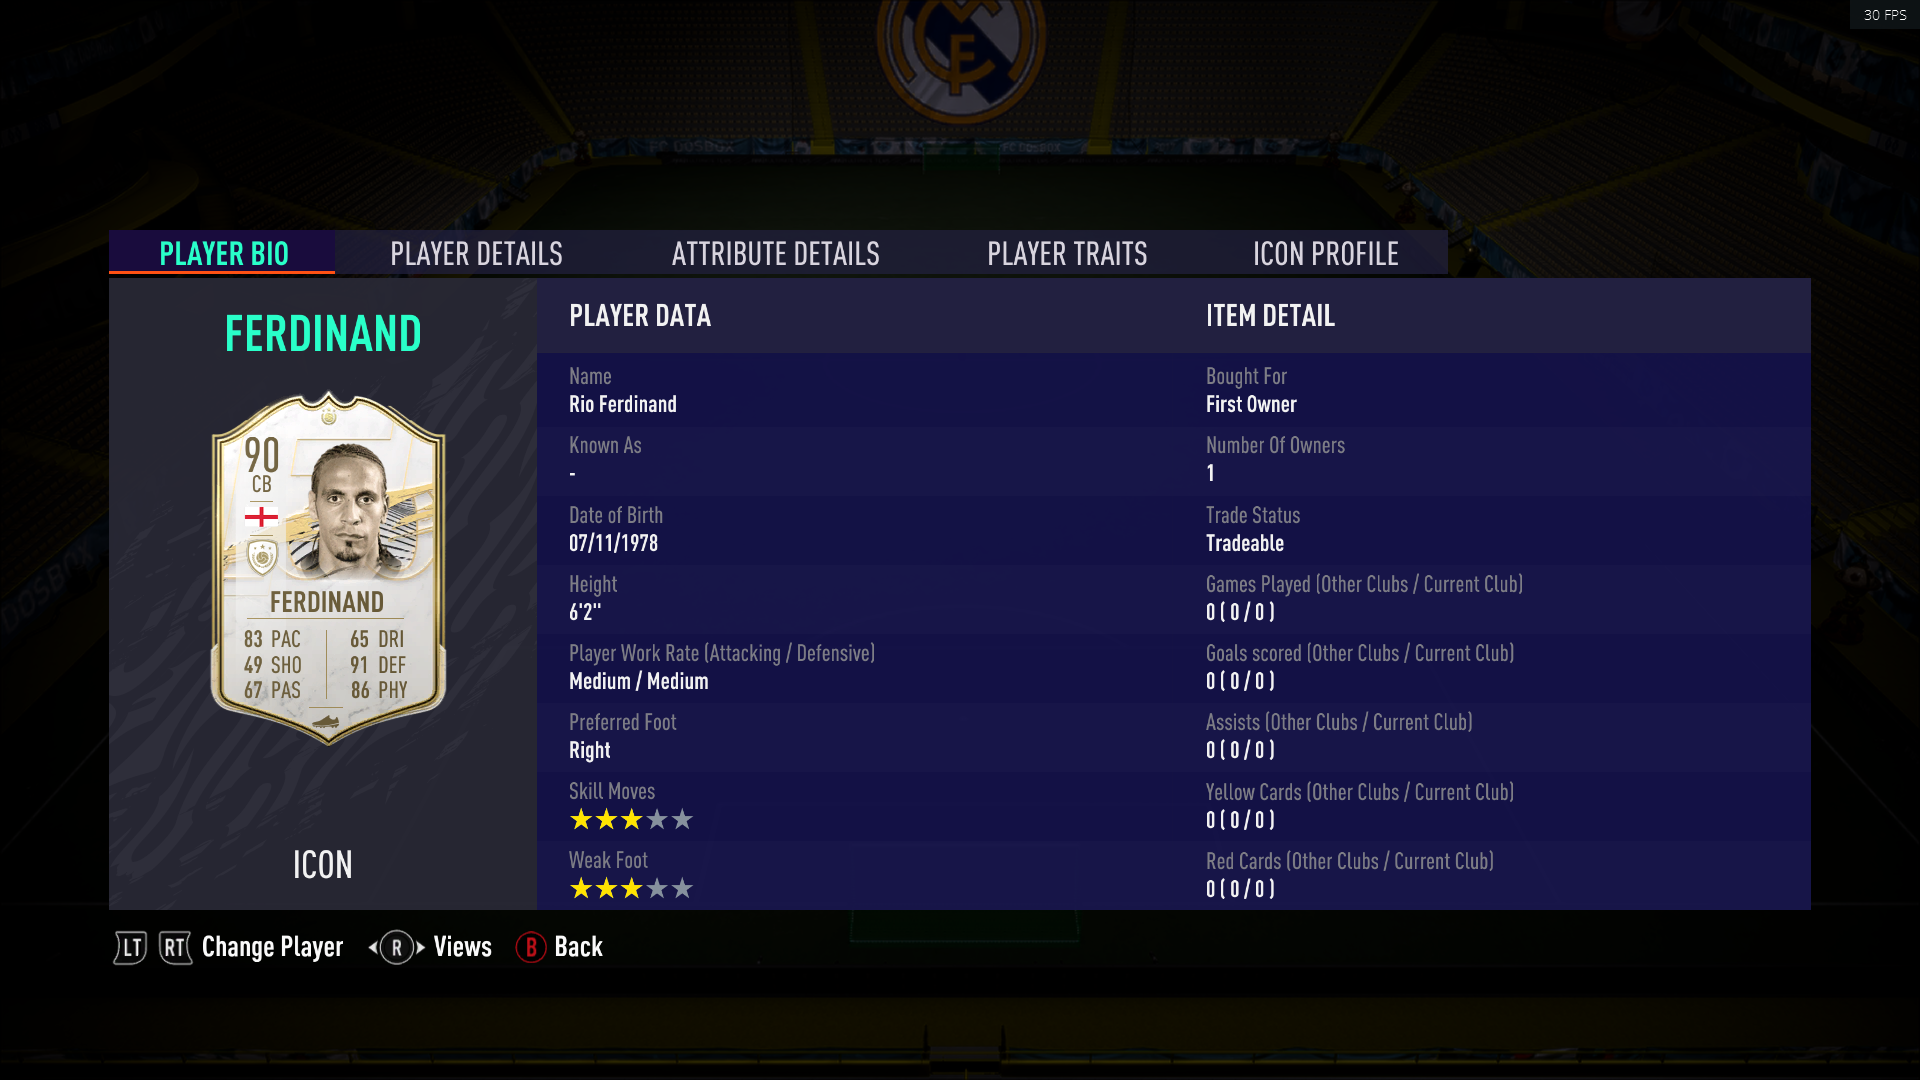 30 FPS
FC DOSBOX
FC DOSBOX
PLAYER BIO
PLAYER DETAILS
ATTRIBUTE DETAILS
PLAYER TRAITS
ICON PROFILE
FERDINAND
90
CB
FERDINAND
83 PAC
65 DRI
49 SHO
91 DEF
67 PAS
86 PHY
ICON
PLAYER DATA
Name
Rio Ferdinand
Known As
-
Date of Birth
07/11/1978
Height
6'2"
Player Work Rate (Attacking / Defensive)
Medium / Medium
Preferred Foot
Right
Skill Moves
Weak Foot
ITEM DETAIL
Bought For
First Owner
Number Of Owners
1
Trade Status
Tradeable
Games Played (Other Clubs / Current Club)
0 ( 0 / 0 )
Goals scored (Other Clubs / Current Club)
0 ( 0 / 0 )
Assists (Other Clubs / Current Club)
0 ( 0 / 0 )
Yellow Cards (Other Clubs / Current Club)
0 ( 0 / 0 )
Red Cards (Other Clubs / Current Club)
0 ( 0 / 0 )
LT RT Change Player R Views B Back